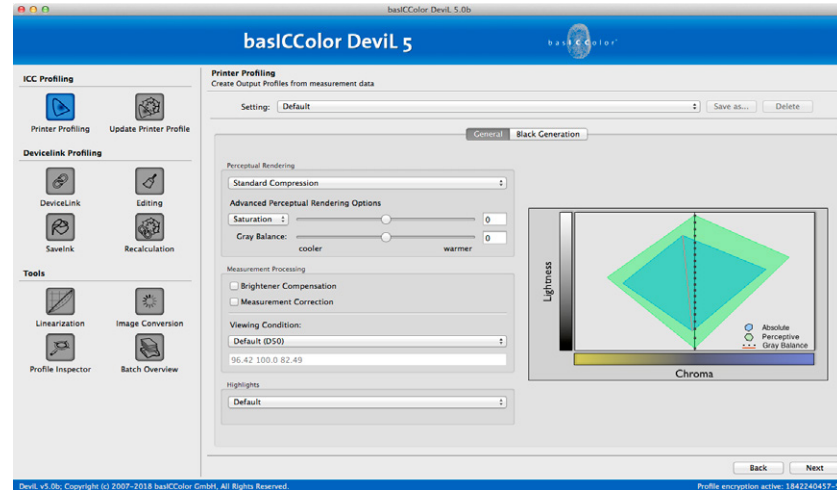 basICColor DeviL 5.0b
basICColor DeviL 5
basICColor
ICC Profiling
Printer Profiling
Update Printer Profile
Devicelink Profiling
DeviceLink
Editing
SaveInk
Recalculation
Tools
Linearization
Image Conversion
Profile Inspector
Batch Overview
Printer Profiling
Create Output Profiles from measurement data
Setting: Default
Save as...
Delete
General
Black Generation
Perceptual Rendering
Standard Compression
Advanced Perceptual Rendering Options
Saturation
0
Gray Balance:
0
cooler
warmer
Measurement Processing
Brightener Compensation
Measurement Correction
Viewing Condition:
Default (D50)
96.42 100.0 82.49
Highlights
Default
Lightness
Absolute
Perceptive
Gray Balance
Chroma
Back
Next
DeviL v5.0b; Copyright (c) 2007-2018 basICColor GmbH, All Rights Reserved.
Profile encryption active: 1842240457-